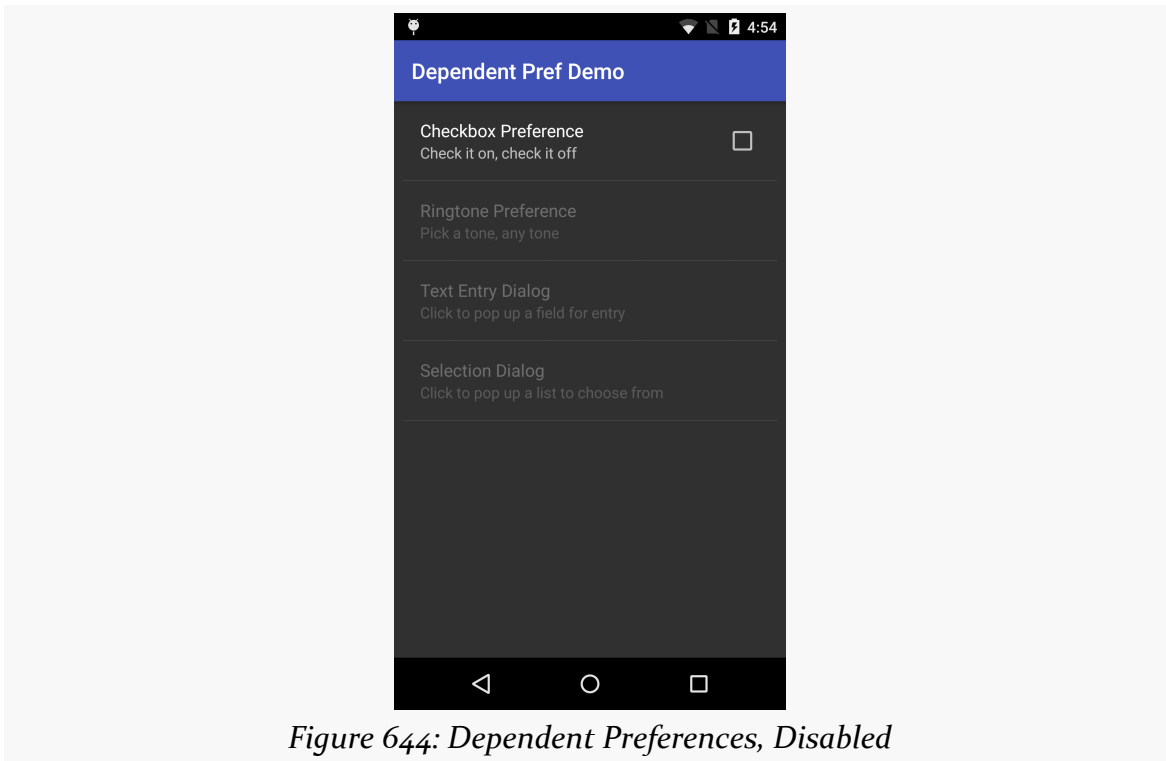 4:54
Dependent Pref Demo
Checkbox Preference
Check it on, check it off
Ringtone Preference
Pick a tone, any tone
Text Entry Dialog
Click to pop up a field for entry
Selection Dialog
Click to pop up a list to choose from
Figure 644: Dependent Preferences, Disabled